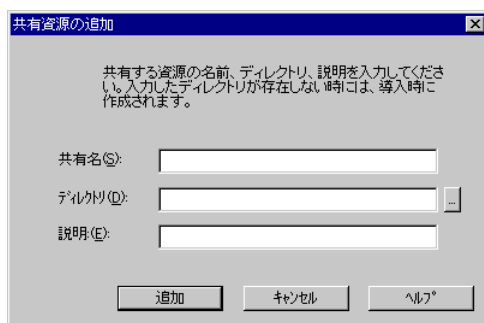 共有資源の追加
共有する資源の名前、ディレクトリ、説明を入力してくださ
い。入力したディレクトリが存在しない時には、導入時に
作成されます。
共有名(S):
ディレクトリ(D):
...
説明:(E):
追加
キャンセル
ヘルプ